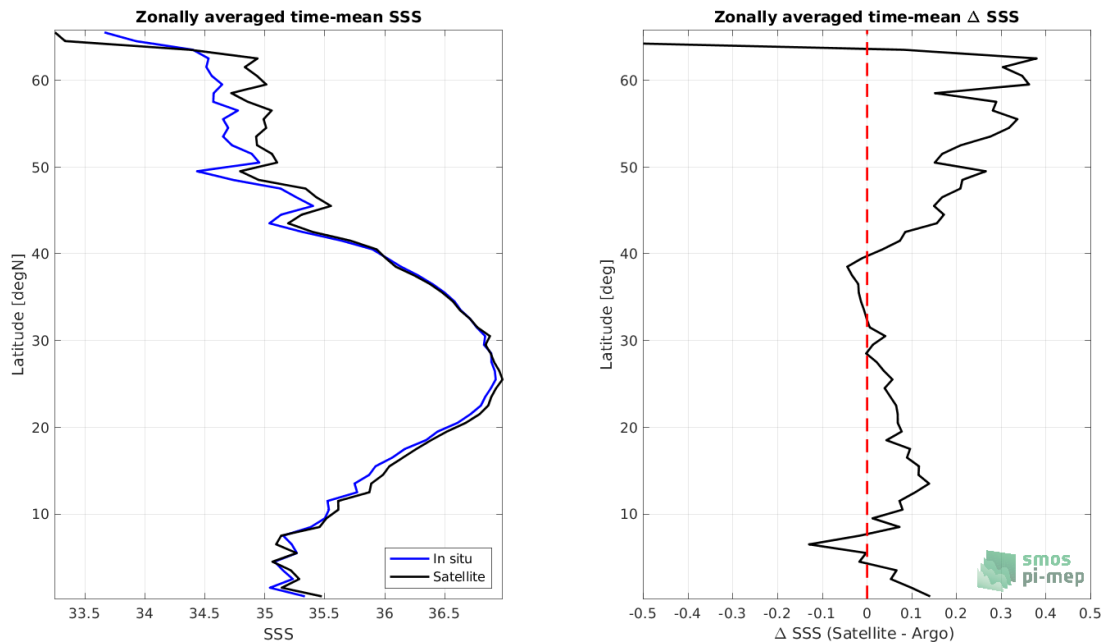 Zonally averaged time-mean SSS
60
50
40
30
20
10
Latitude [degN]
33.5 34 34.5 35 35.5 36 36.5
SSS
In situ
Satellite
Zonally averaged time-mean Δ SSS
60
50
40
30
20
10
Latitude [deg]
-0.5 -0.4 -0.3 -0.2 -0.1 0 0.1 0.2 0.3 0.4 0.5
Δ SSS (Satellite - Argo)
smos
pi-mep